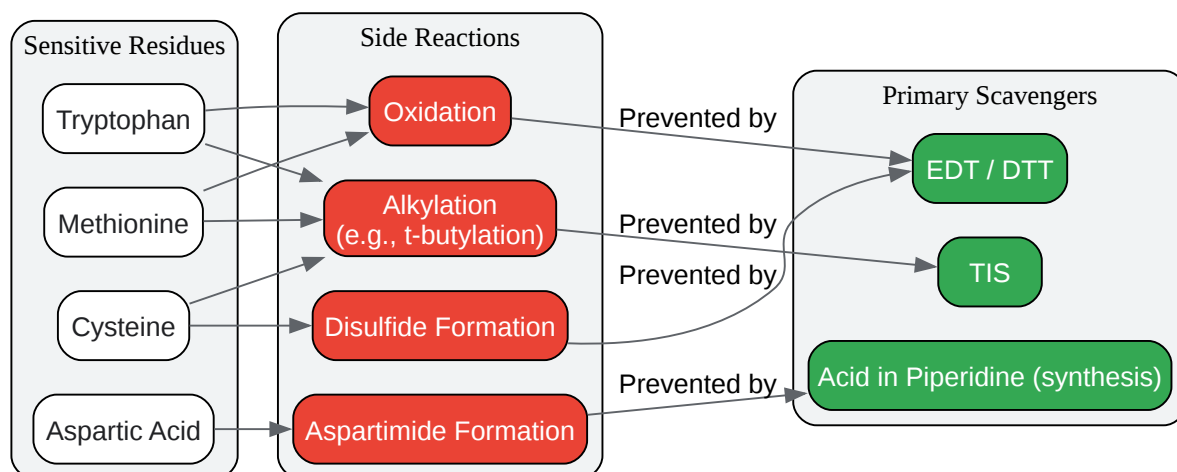 Sensitive Residues
Tryptophan
Methionine
Cysteine
Aspartic Acid
Side Reactions
Oxidation
Alkylation
(e.g., t-butylation)
Disulfide Formation
Aspartimide Formation
Prevented by
Prevented by
Prevented by
Prevented by
Primary Scavengers
EDT / DTT
TIS
Acid in Piperidine (synthesis)